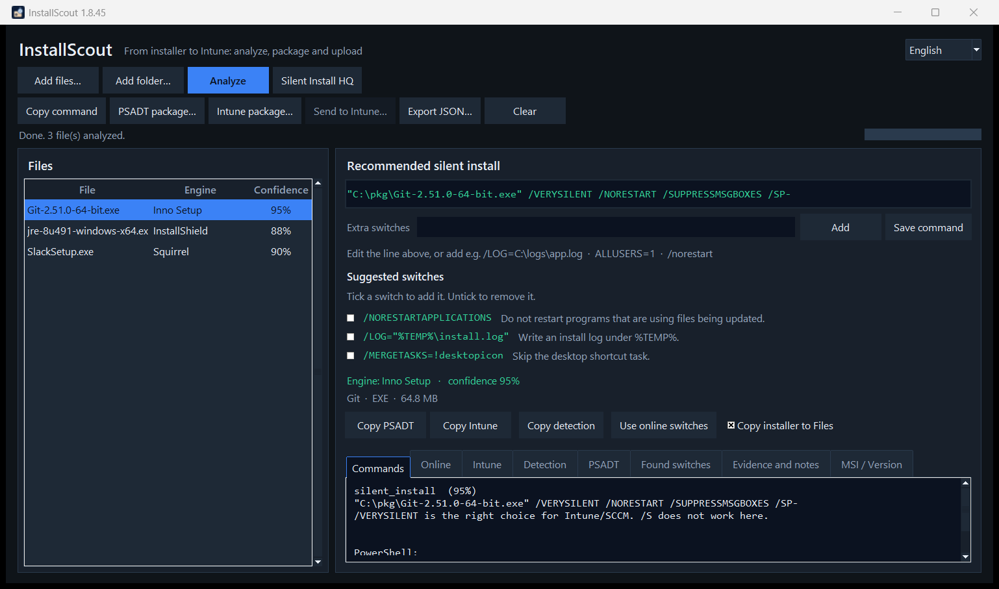 InstallScout 1.8.45
InstallScout From installer to Intune: analyze, package and upload English
Add files... Add folder... Analyze Silent Install HQ
Copy command PSADT package... Intune package... Send to Intune... Export JSON... Clear
Done. 3 file(s) analyzed.
Files
File Engine Confidence
Git-2.51.0-64-bit.exe Inno Setup 95%
jre-8u491-windows-x64.ex InstallShield 88%
SlackSetup.exe Squirrel 90%
Recommended silent install
"C:\pkg\Git-2.51.0-64-bit.exe" /VERYSILENT /NORESTART /SUPPRESSMSGBOXES /SP-
Extra switches Add Save command
Edit the line above, or add e.g. /LOG=C:\logs\app.log · ALLUSERS=1 · /norestart
Suggested switches
Tick a switch to add it. Untick to remove it.
/NORESTARTAPPLICATIONS Do not restart programs that are using files being updated.
/LOG="%TEMP%\install.log" Write an install log under %TEMP%.
/MERGETASKS=!desktopicon Skip the desktop shortcut task.
Engine: Inno Setup · confidence 95%
Git · EXE · 64.8 MB
Copy PSADT Copy Intune Copy detection Use online switches Copy installer to Files
Commands Online Intune Detection PSADT Found switches Evidence and notes MSI / Version
silent_install (95%)
"C:\pkg\Git-2.51.0-64-bit.exe" /VERYSILENT /NORESTART /SUPPRESSMSGBOXES /SP-
/VERYSILENT is the right choice for Intune/SCCM. /S does not work here.
PowerShell: